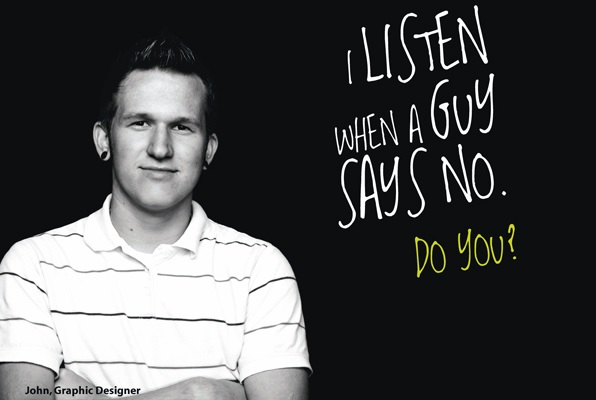 I LISTEN
WHEN A GUY
SAYS NO.
DO YOU?
John, Graphic Designer